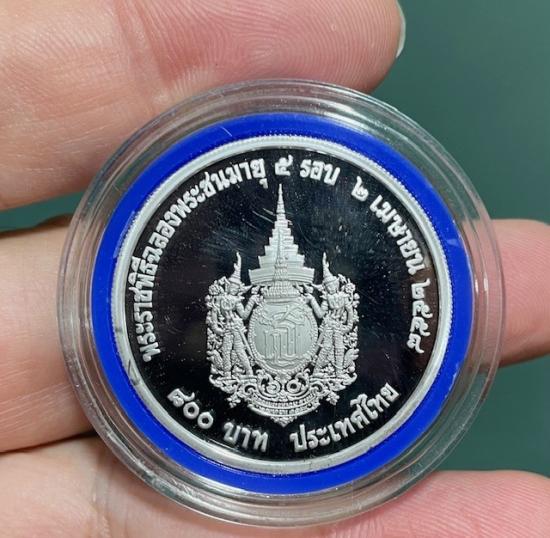 พระราชพิธีฉลองพระชนมายุ ๕ รอบ ๒ เมษายน ๒๕๕๘
๘๐๐ บาท ประเทศไทย